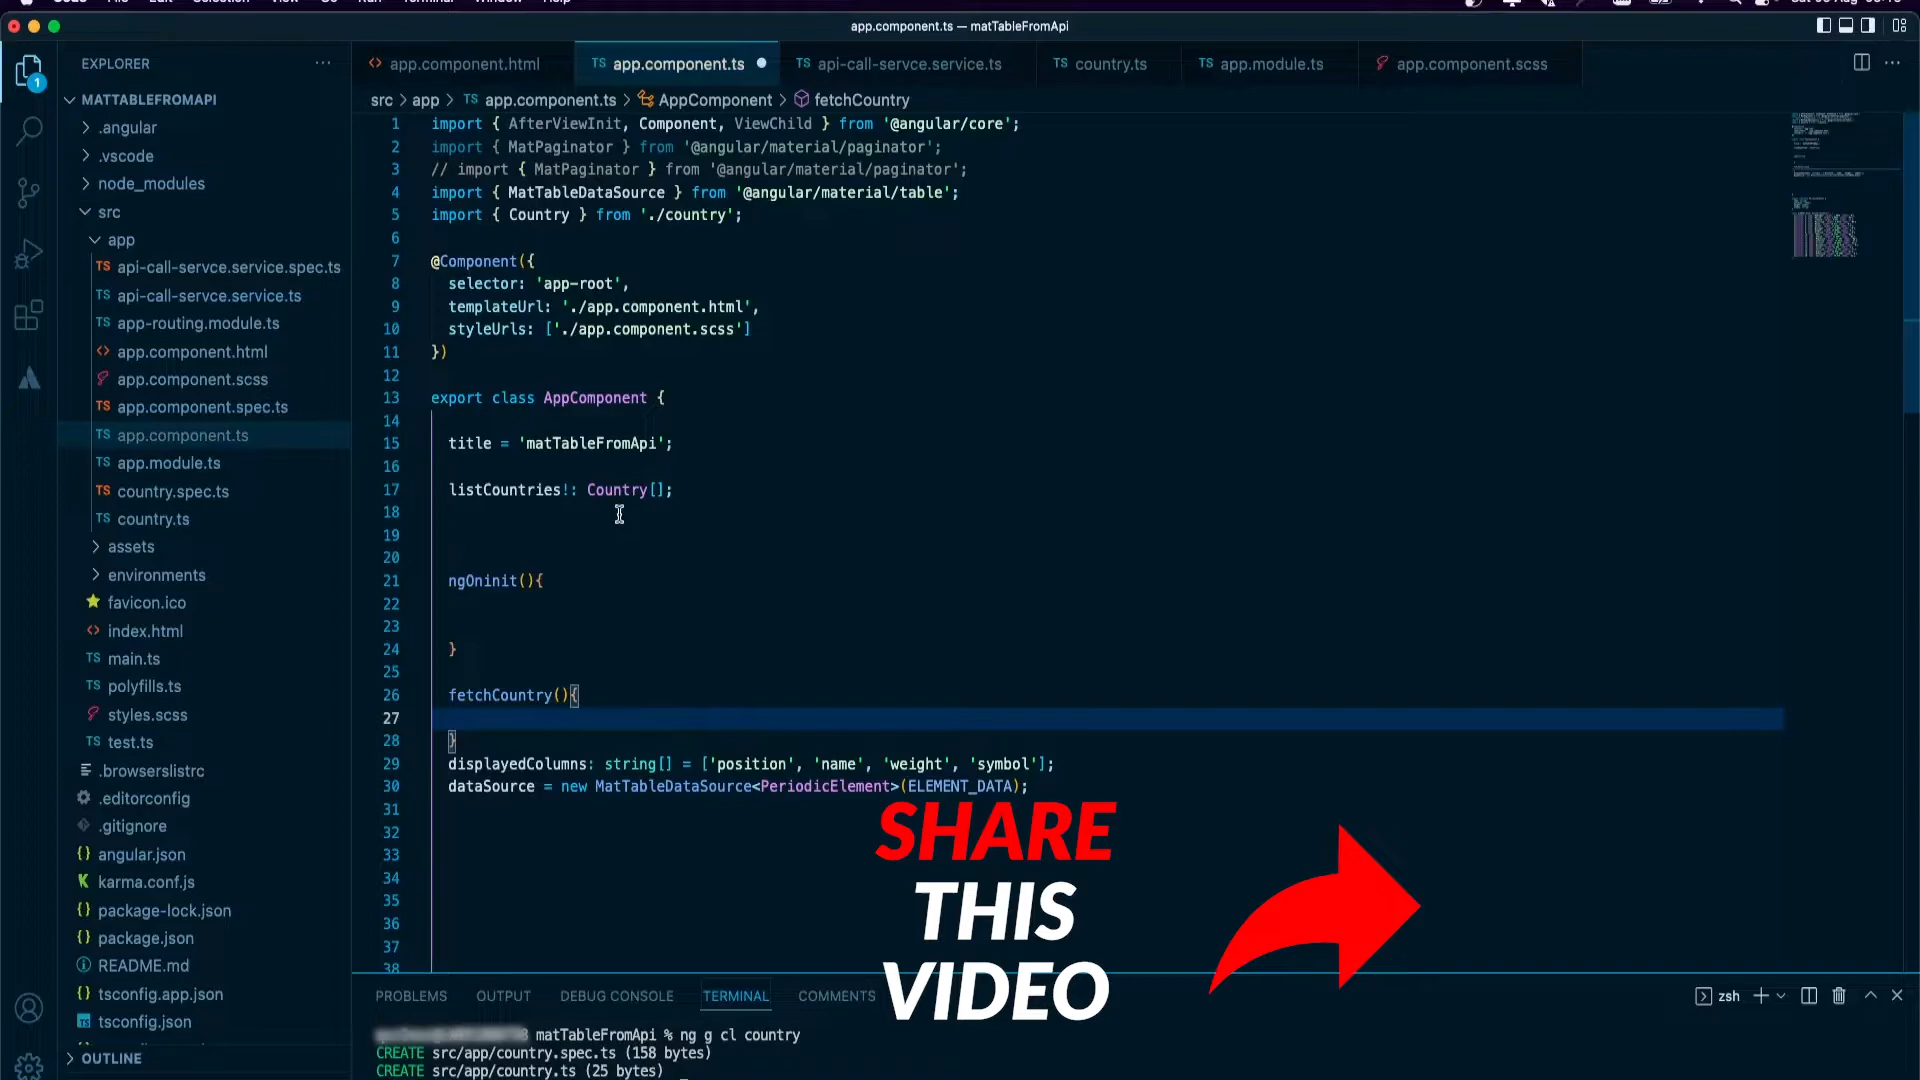 app.component.ts — matTableFromApi
EXPLORER
MATTABLEFROMAPI
.angular
.vscode
node_modules
src
app
TS api-call-servce.service.spec.ts
TS api-call-servce.service.ts
TS app-routing.module.ts
<> app.component.html
app.component.scss
TS app.component.spec.ts
TS app.component.ts
TS app.module.ts
TS country.spec.ts
TS country.ts
assets
environments
favicon.ico
<> index.html
TS main.ts
TS polyfills.ts
styles.scss
TS test.ts
.browserslistrc
.editorconfig
.gitignore
{} angular.json
K karma.conf.js
{} package-lock.json
{} package.json
README.md
{} tsconfig.app.json
TS tsconfig.json
OUTLINE
1
<> app.component.html
TS app.component.ts
TS api-call-servce.service.ts
TS country.ts
TS app.module.ts
app.component.scss
src > app > TS app.component.ts > AppComponent > fetchCountry
1 import { AfterViewInit, Component, ViewChild } from '@angular/core';
2 import { MatPaginator } from '@angular/material/paginator';
3 // import { MatPaginator } from '@angular/material/paginator';
4 import { MatTableDataSource } from '@angular/material/table';
5 import { Country } from './country';
6
7 @Component({
8 selector: 'app-root',
9 templateUrl: './app.component.html',
10 styleUrls: ['./app.component.scss']
11 })
12
13 export class AppComponent {
14
15 title = 'matTableFromApi';
16
17 listCountries!: Country[];
18
19
20
21 ngOninit(){
22
23
24 }
25
26 fetchCountry(){
27
28 }
29 displayedColumns: string[] = ['position', 'name', 'weight', 'symbol'];
30 dataSource = new MatTableDataSource<PeriodicElement>(ELEMENT_DATA);
31
32
33
34
35
36
37
38
SHARE
THIS
VIDEO
PROBLEMS OUTPUT DEBUG CONSOLE TERMINAL COMMENTS
zsh
matTableFromApi % ng g cl country
CREATE src/app/country.spec.ts (158 bytes)
CREATE src/app/country.ts (25 bytes)